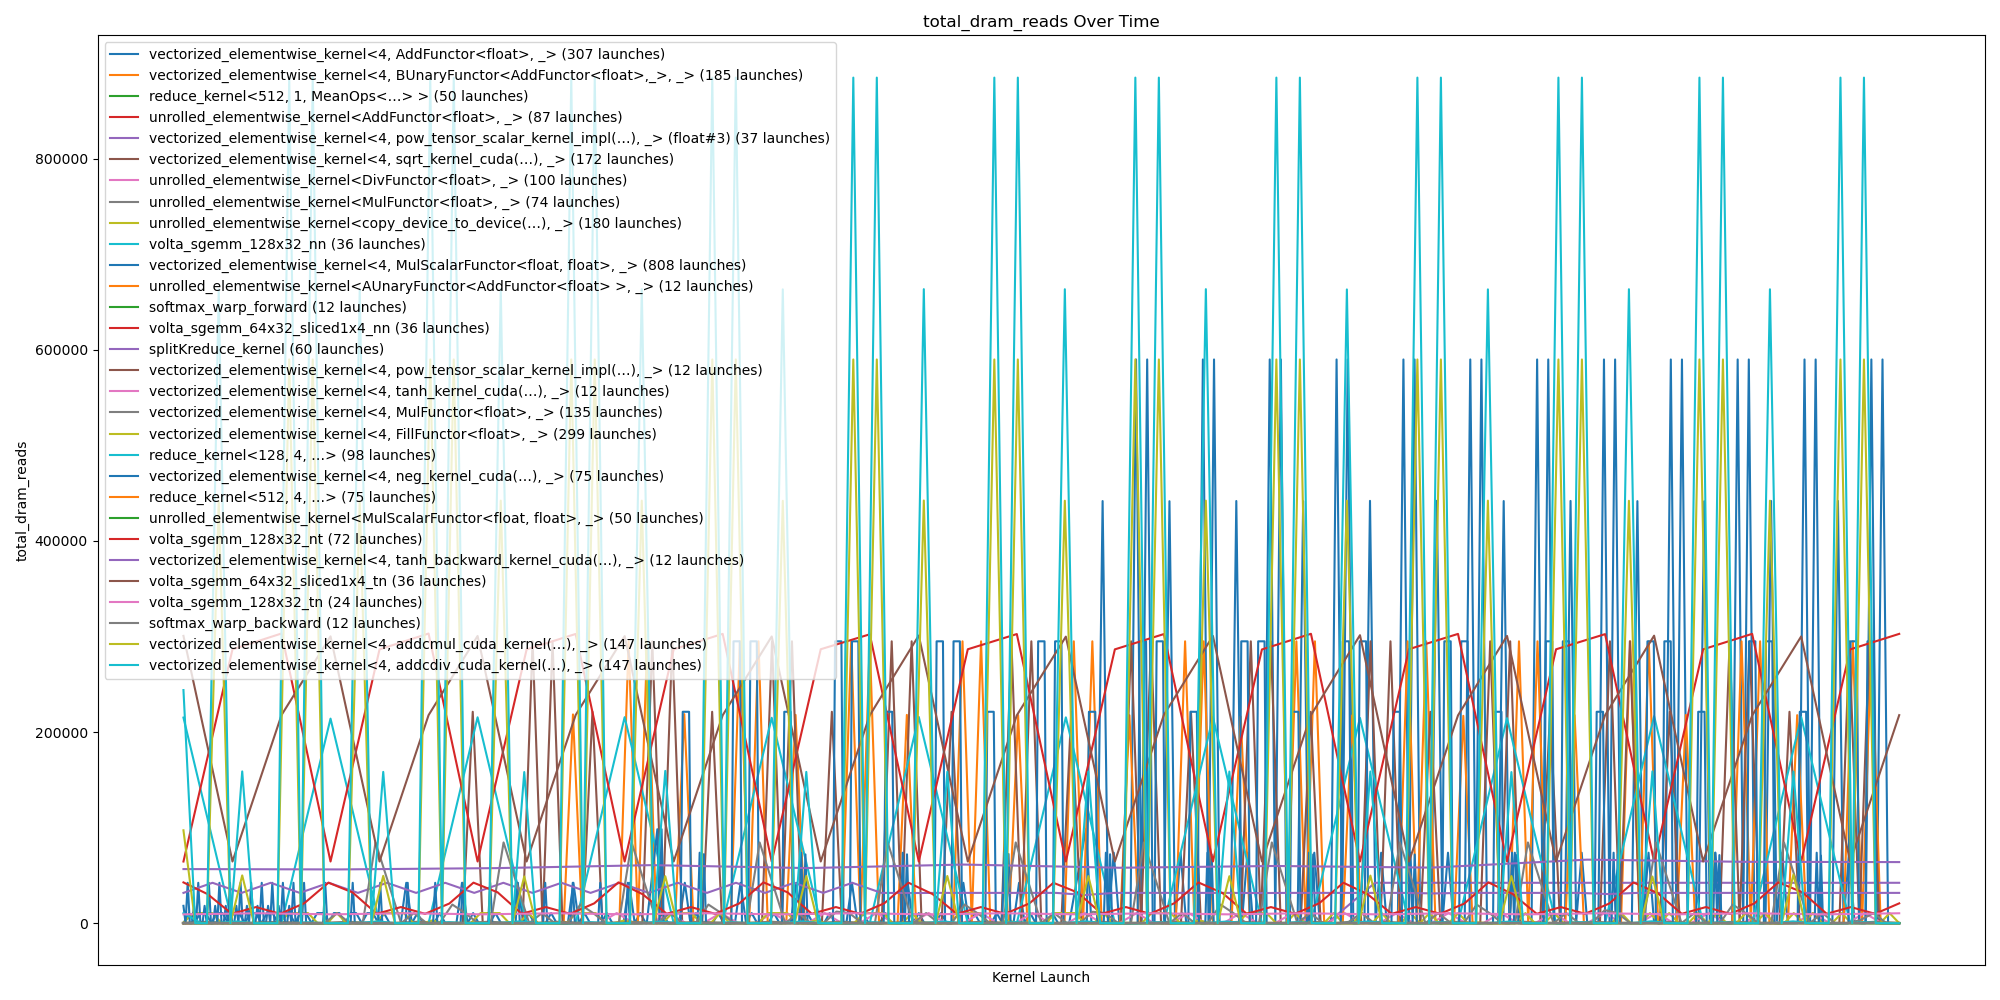 total_dram_reads Over Time
vectorized_elementwise_kernel<4, AddFunctor<float>, _> (307 launches)
vectorized_elementwise_kernel<4, BUnaryFunctor<AddFunctor<float>,_>, _> (185 launches)
reduce_kernel<512, 1, MeanOps<...> > (50 launches)
unrolled_elementwise_kernel<AddFunctor<float>, _> (87 launches)
vectorized_elementwise_kernel<4, pow_tensor_scalar_kernel_impl(...), _> (float#3) (37 launches)
vectorized_elementwise_kernel<4, sqrt_kernel_cuda(...), _> (172 launches)
unrolled_elementwise_kernel<DivFunctor<float>, _> (100 launches)
unrolled_elementwise_kernel<MulFunctor<float>, _> (74 launches)
unrolled_elementwise_kernel<copy_device_to_device(...), _> (180 launches)
volta_sgemm_128x32_nn (36 launches)
vectorized_elementwise_kernel<4, MulScalarFunctor<float, float>, _> (808 launches)
unrolled_elementwise_kernel<AUnaryFunctor<AddFunctor<float> >, _> (12 launches)
softmax_warp_forward (12 launches)
volta_sgemm_64x32_sliced1x4_nn (36 launches)
splitKreduce_kernel (60 launches)
vectorized_elementwise_kernel<4, pow_tensor_scalar_kernel_impl(...), _> (12 launches)
vectorized_elementwise_kernel<4, tanh_kernel_cuda(...), _> (12 launches)
vectorized_elementwise_kernel<4, MulFunctor<float>, _> (135 launches)
vectorized_elementwise_kernel<4, FillFunctor<float>, _> (299 launches)
reduce_kernel<128, 4, ...> (98 launches)
vectorized_elementwise_kernel<4, neg_kernel_cuda(...), _> (75 launches)
reduce_kernel<512, 4, ...> (75 launches)
unrolled_elementwise_kernel<MulScalarFunctor<float, float>, _> (50 launches)
volta_sgemm_128x32_nt (72 launches)
vectorized_elementwise_kernel<4, tanh_backward_kernel_cuda(...), _> (12 launches)
volta_sgemm_64x32_sliced1x4_tn (36 launches)
volta_sgemm_128x32_tn (24 launches)
softmax_warp_backward (12 launches)
vectorized_elementwise_kernel<4, addcmul_cuda_kernel(...), _> (147 launches)
vectorized_elementwise_kernel<4, addcdiv_cuda_kernel(...), _> (147 launches)
800000
600000
400000
200000
0
total_dram_reads
Kernel Launch